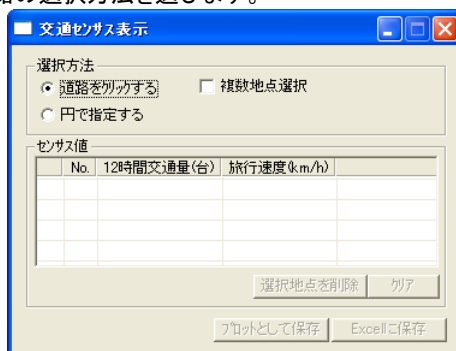 の選択方法を選びます。
交通センサス表示
選択方法
道路をクリックする
複数地点選択
円で指定する
センサス値
No. 12時間交通量(台) 旅行速度(km/h)
選択地点を削除 クリア
プロットとして保存 Excelに保存